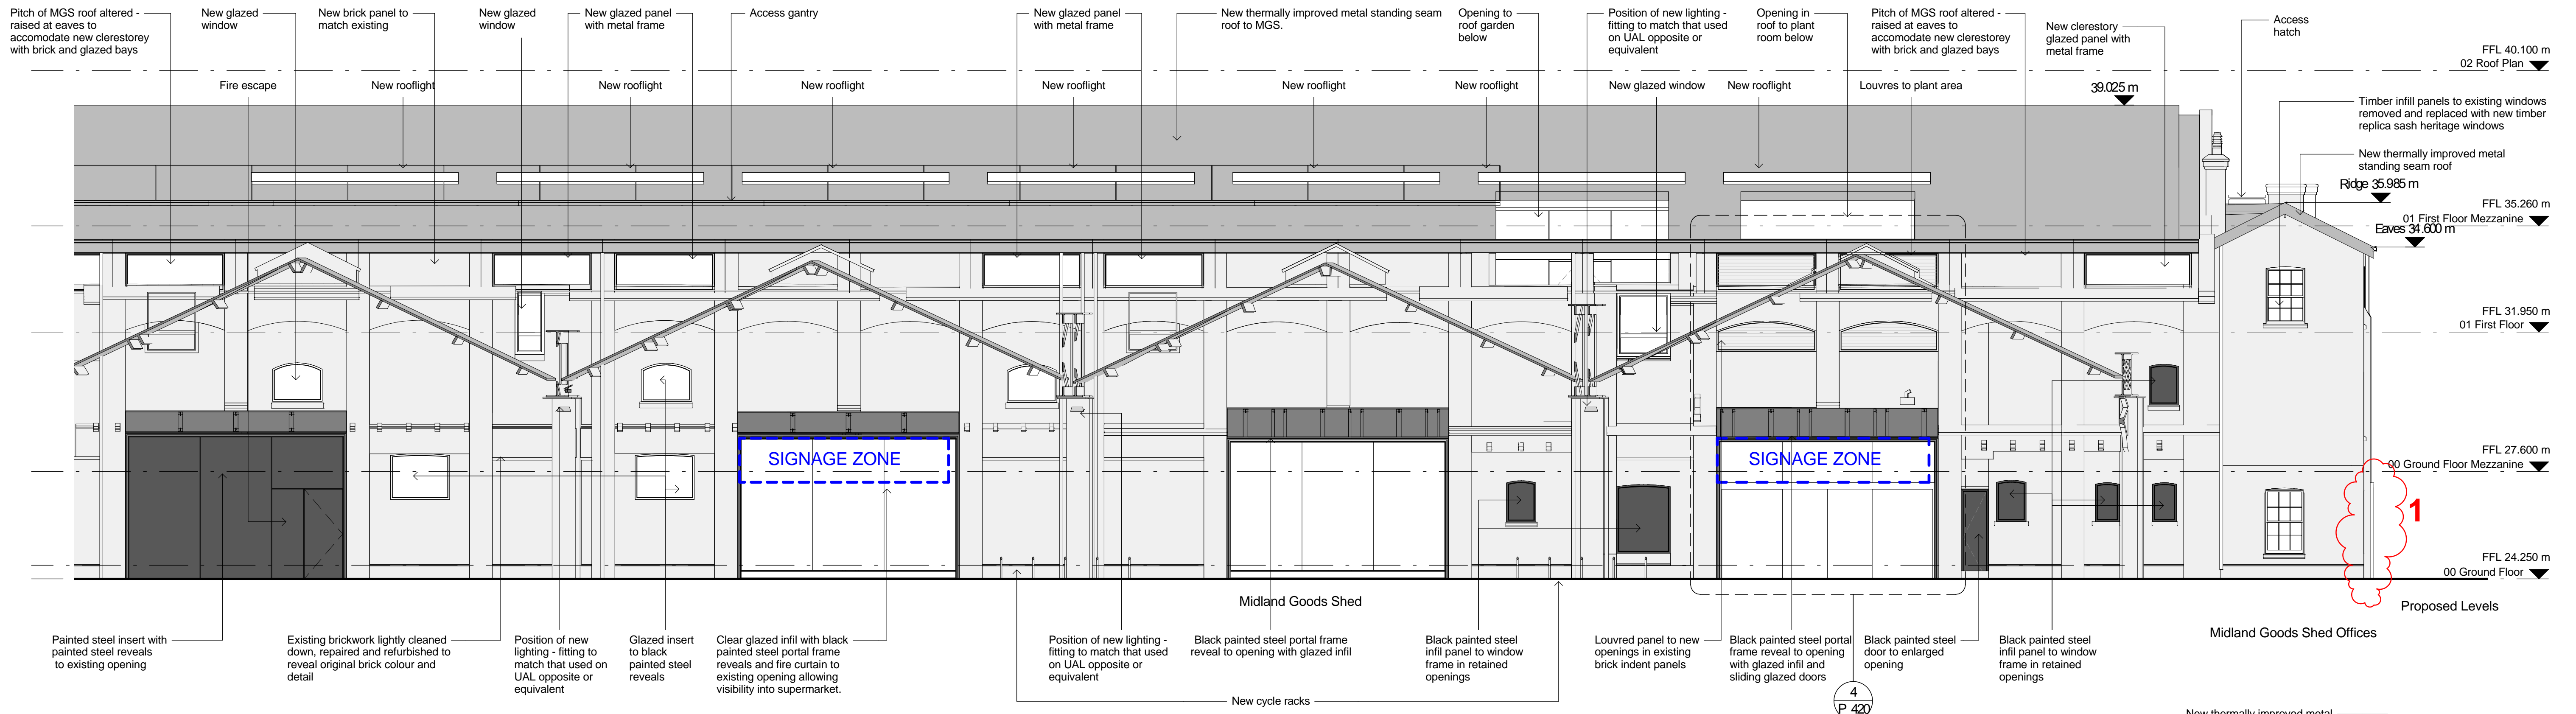 Pitch of MGS roof altered -
raised at eaves to
accomodate new clerestorey
with brick and glazed bays
New glazed
window
New brick panel to
match existing
New glazed
window
New glazed panel
with metal frame
Access gantry
New glazed panel
with metal frame
New thermally improved metal standing seam
roof to MGS.
Opening to
roof garden
below
Position of new lighting -
fitting to match that used
on UAL opposite or
equivalent
Opening in
roof to plant
room below
Pitch of MGS roof altered -
raised at eaves to
accomodate new clerestorey
with brick and glazed bays
New clerestory
glazed panel with
metal frame
Access
hatch
FFL 40.100 m
02 Roof Plan
Fire escape
New rooflight
New rooflight
New rooflight
New rooflight
New rooflight
New rooflight
New glazed window
New rooflight
Louvres to plant area
39.025 m
Timber infill panels to existing windows
removed and replaced with new timber
replica sash heritage windows
New thermally improved metal
standing seam roof
Ridge 35.985 m
FFL 35.260 m
01 First Floor Mezzanine
Eaves 34.600 m
FFL 31.950 m
01 First Floor
SIGNAGE ZONE
SIGNAGE ZONE
FFL 27.600 m
00 Ground Floor Mezzanine
1
FFL 24.250 m
00 Ground Floor
Midland Goods Shed
Proposed Levels
Midland Goods Shed Offices
Painted steel insert with
painted steel reveals
to existing opening
Existing brickwork lightly cleaned
down, repaired and refurbished to
reveal original brick colour and
detail
Position of new
lighting - fitting to
match that used on
UAL opposite or
equivalent
Glazed insert
to black
painted steel
reveals
Clear glazed infil with black
painted steel portal frame
reveals and fire curtain to
existing opening allowing
visibility into supermarket.
Position of new lighting -
fitting to match that used
on UAL opposite or
equivalent
Black painted steel portal frame
reveal to opening with glazed infil
Black painted steel
infil panel to window
frame in retained
openings
Louvred panel to new
openings in existing
brick indent panels
Black painted steel portal
frame reveal to opening
with glazed infil and
sliding glazed doors
Black painted steel
door to enlarged
opening
Black painted steel
infil panel to window
frame in retained
openings
New cycle racks
4
P 420
New thermally improved metal